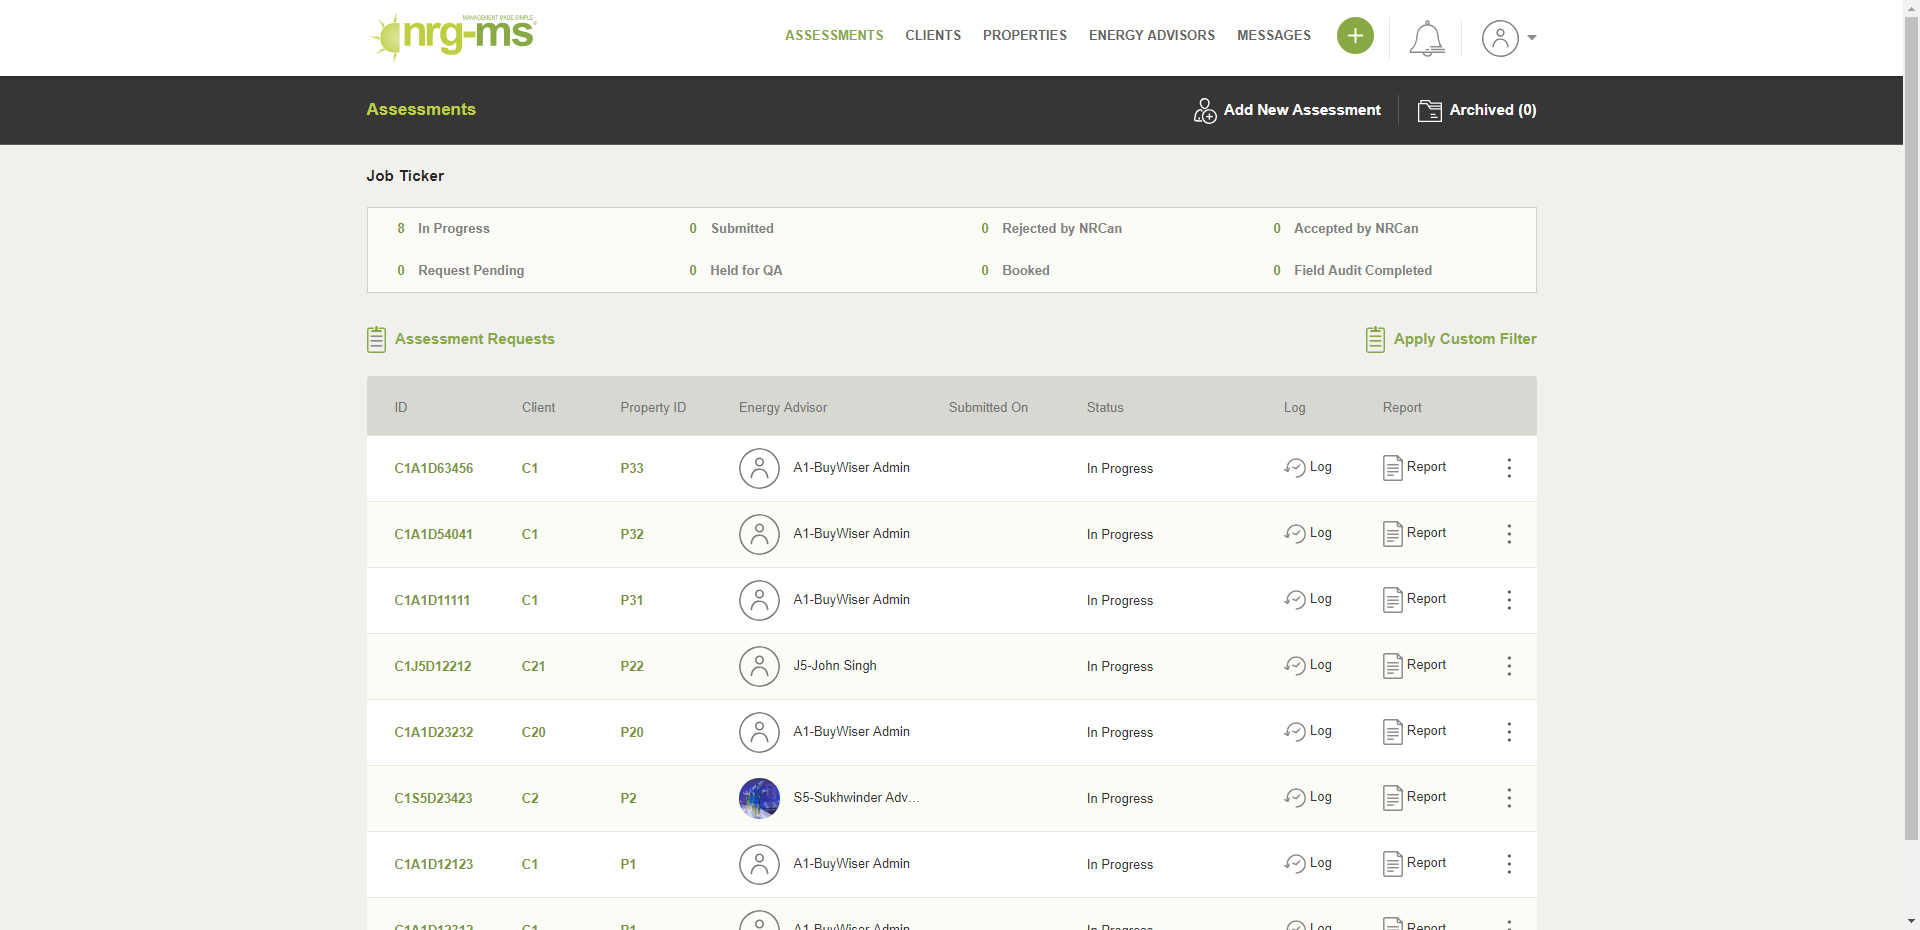 MANAGEMENT MADE SIMPLE
nrg-ms
ASSESSMENTS CLIENTS PROPERTIES ENERGY ADVISORS MESSAGES
Assessments Add New Assessment Archived (0)
Job Ticker
8 In Progress 0 Submitted 0 Rejected by NRCan 0 Accepted by NRCan
0 Request Pending 0 Held for QA 0 Booked 0 Field Audit Completed
Assessment Requests Apply Custom Filter
ID Client Property ID Energy Advisor Submitted On Status Log Report
C1A1D63456 C1 P33 A1-BuyWiser Admin In Progress Log Report
C1A1D54041 C1 P32 A1-BuyWiser Admin In Progress Log Report
C1A1D11111 C1 P31 A1-BuyWiser Admin In Progress Log Report
C1J5D12212 C21 P22 J5-John Singh In Progress Log Report
C1A1D23232 C20 P20 A1-BuyWiser Admin In Progress Log Report
C1S5D23423 C2 P2 S5-Sukhwinder Adv... In Progress Log Report
C1A1D12123 C1 P1 A1-BuyWiser Admin In Progress Log Report
C1A1D12312 C1 P1 A1-BuyWiser Admin In Progress Log Report